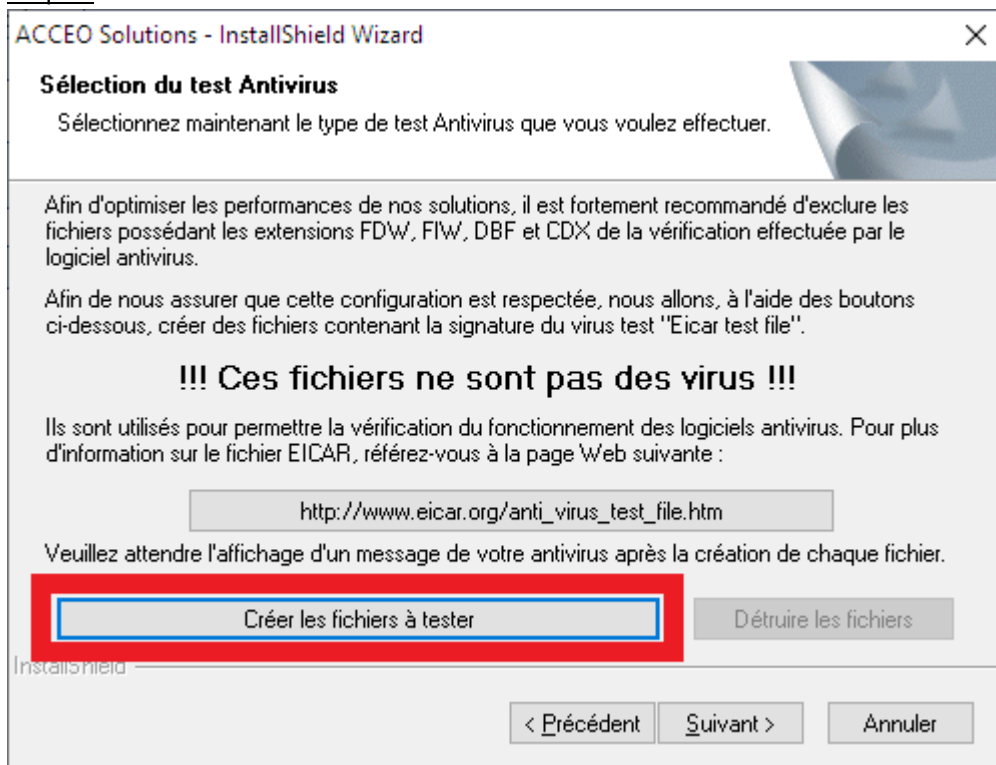 ACCEO Solutions - InstallShield Wizard
Sélection du test Antivirus
Sélectionnez maintenant le type de test Antivirus que vous voulez effectuer.
Afin d'optimiser les performances de nos solutions, il est fortement recommandé d'exclure les
fichiers possédant les extensions FDW, FIW, DBF et CDX de la vérification effectuée par le
logiciel antivirus.
Afin de nous assurer que cette configuration est respectée, nous allons, à l'aide des boutons
ci-dessous, créer des fichiers contenant la signature du virus test "Eicar test file".
!!! Ces fichiers ne sont pas des virus !!!
Ils sont utilisés pour permettre la vérification du fonctionnement des logiciels antivirus. Pour plus
d'information sur le fichier EICAR, référez-vous à la page Web suivante :
http://www.eicar.org/anti_virus_test_file.htm
Veuillez attendre l'affichage d'un message de votre antivirus après la création de chaque fichier.
Créer les fichiers à tester
Détruire les fichiers
InstallShield
< Précédent
Suivant >
Annuler